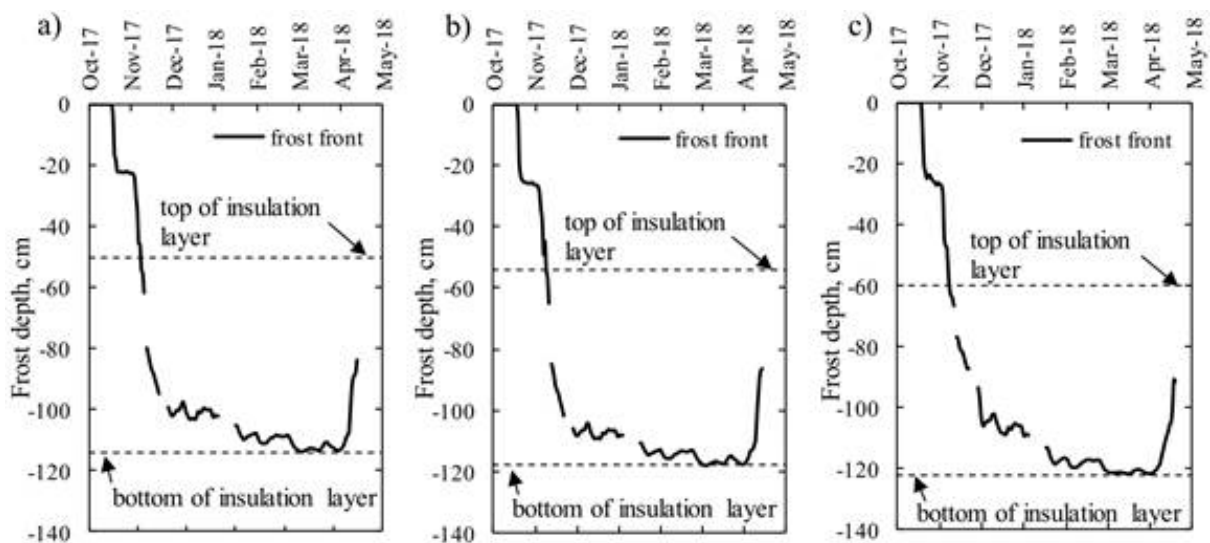 a)
Oct-17
Nov-17
Dec-17
Jan-18
Feb-18
Mar-18
Apr-18
May-18
0
-20
-40
-60
-80
-100
-120
-140
Frost depth, cm
frost front
top of insulation
layer
bottom of insulation layer
b)
Oct-17
Nov-17
Dec-17
Jan-18
Feb-18
Mar-18
Apr-18
May-18
0
-20
-40
-60
-80
-100
-120
-140
Frost depth, cm
frost front
top of insulation
layer
bottom of insulation layer
c)
Oct-17
Nov-17
Dec-17
Jan-18
Feb-18
Mar-18
Apr-18
May-18
0
-20
-40
-60
-80
-100
-120
-140
Frost depth, cm
frost front
top of insulation
layer
bottom of insulation layer